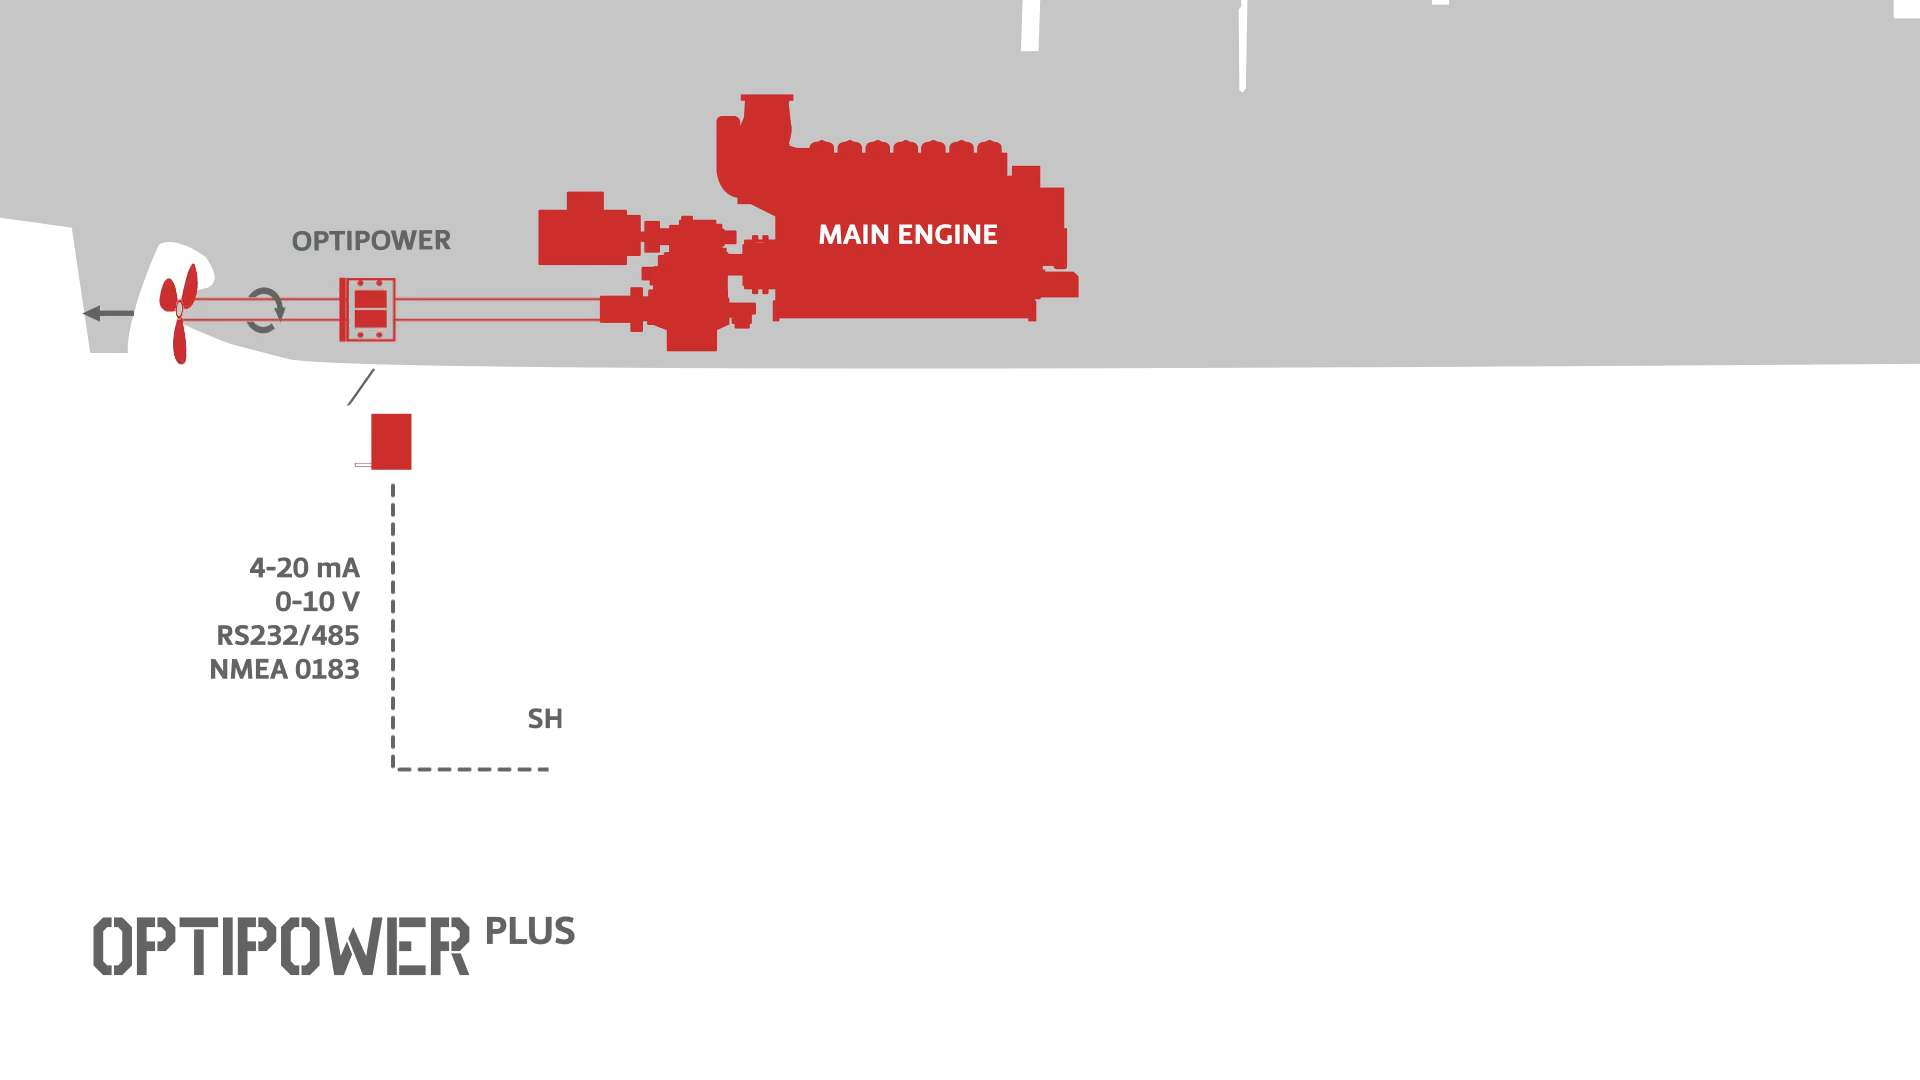 OPTIPOWER
MAIN ENGINE
4-20 mA
0-10 V
RS232/485
NMEA 0183
SH
OPTIPOWER PLUS